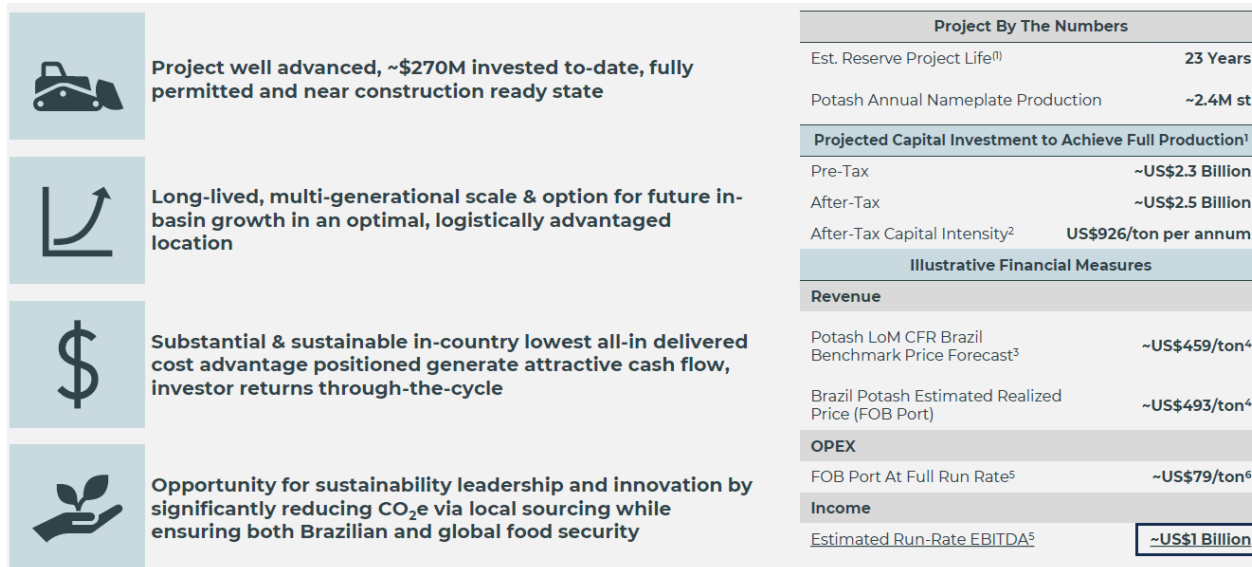 Project well advanced, ~$270M invested to-date, fully
permitted and near construction ready state
Long-lived, multi-generational scale & option for future in-
basin growth in an optimal, logistically advantaged
location
Substantial & sustainable in-country lowest all-in delivered
cost advantage positioned generate attractive cash flow,
investor returns through-the-cycle
Opportunity for sustainability leadership and innovation by
significantly reducing CO₂e via local sourcing while
ensuring both Brazilian and global food security
Project By The Numbers
Est. Reserve Project Life⁽¹⁾ 23 Years
Potash Annual Nameplate Production ~2.4M st
Projected Capital Investment to Achieve Full Production¹
Pre-Tax ~US$2.3 Billion
After-Tax ~US$2.5 Billion
After-Tax Capital Intensity² US$926/ton per annum
Illustrative Financial Measures
Revenue
Potash LoM CFR Brazil
Benchmark Price Forecast³ ~US$459/ton⁴
Brazil Potash Estimated Realized
Price (FOB Port) ~US$493/ton⁴
OPEX
FOB Port At Full Run Rate⁵ ~US$79/ton⁶
Income
Estimated Run-Rate EBITDA⁵ ~US$1 Billion